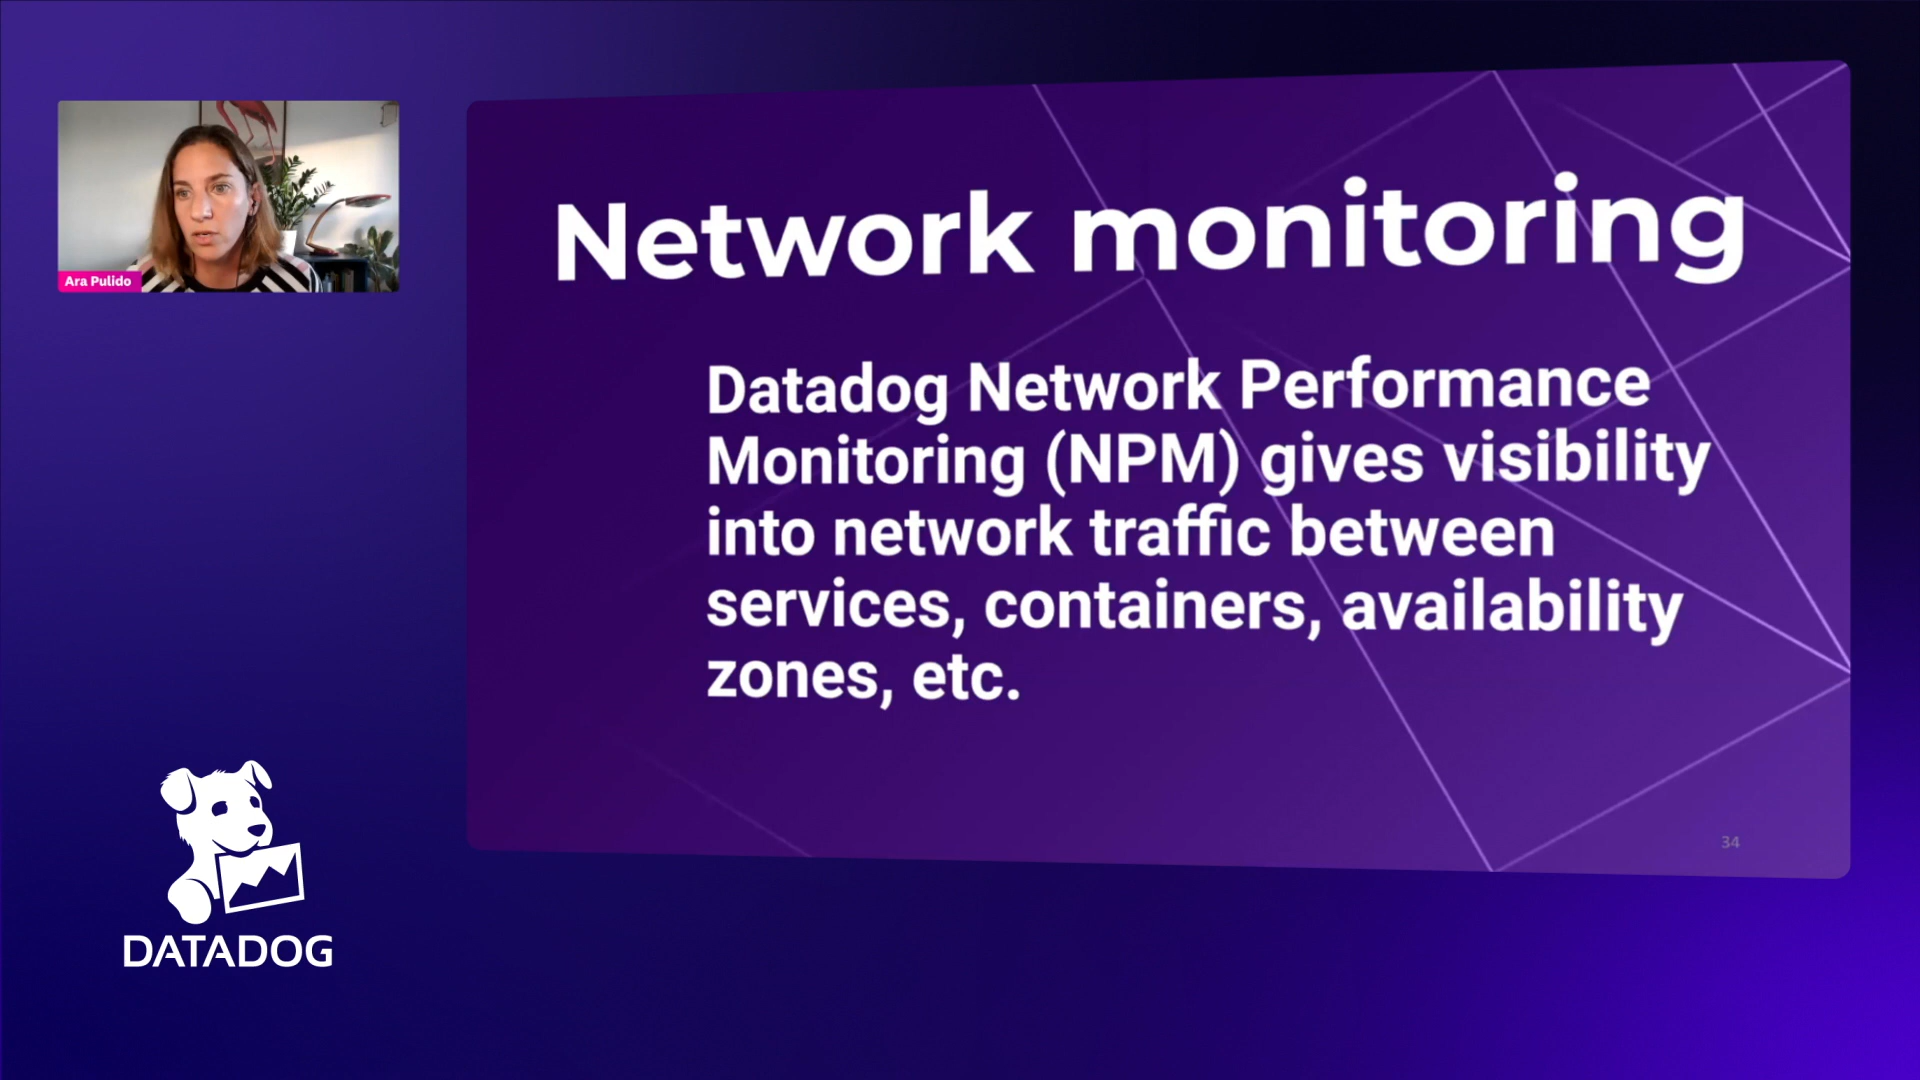 Ara Pulido
Network monitoring
Datadog Network Performance
Monitoring (NPM) gives visibility
into network traffic between
services, containers, availability
zones, etc.
34
DATADOG